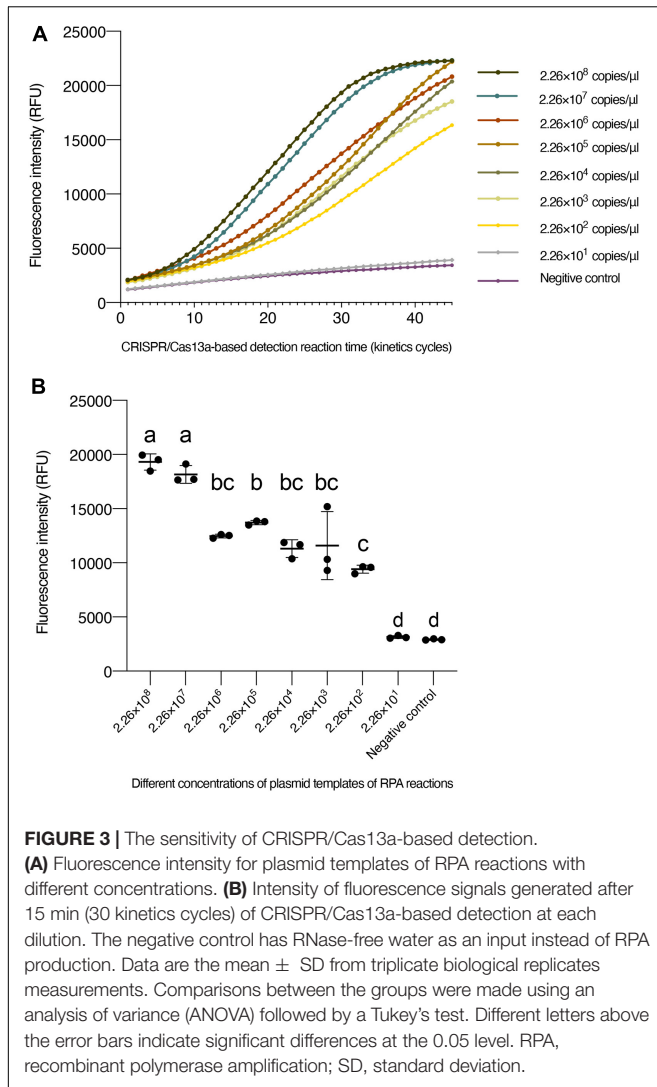 A
25000
20000
15000
10000
5000
0
Fluorescence intensity (RFU)
0 10 20 30 40
CRISPR/Cas13a-based detection reaction time (kinetics cycles)
2.26×10⁸ copies/µl
2.26×10⁷ copies/µl
2.26×10⁶ copies/µl
2.26×10⁵ copies/µl
2.26×10⁴ copies/µl
2.26×10³ copies/µl
2.26×10² copies/µl
2.26×10¹ copies/µl
Negitive control
B
25000
20000
15000
10000
5000
0
Fluorescence intensity (RFU)
a a bc b bc bc c d d
2.26×10⁸
2.26×10⁷
2.26×10⁶
2.26×10⁵
2.26×10⁴
2.26×10³
2.26×10²
2.26×10¹
Negative control
Different concentrations of plasmid templates of RPA reactions
FIGURE 3 | The sensitivity of CRISPR/Cas13a-based detection.
(A) Fluorescence intensity for plasmid templates of RPA reactions with
different concentrations. (B) Intensity of fluorescence signals generated after
15 min (30 kinetics cycles) of CRISPR/Cas13a-based detection at each
dilution. The negative control has RNase-free water as an input instead of RPA
production. Data are the mean ± SD from triplicate biological replicates
measurements. Comparisons between the groups were made using an
analysis of variance (ANOVA) followed by a Tukey's test. Different letters above
the error bars indicate significant differences at the 0.05 level. RPA,
recombinant polymerase amplification; SD, standard deviation.